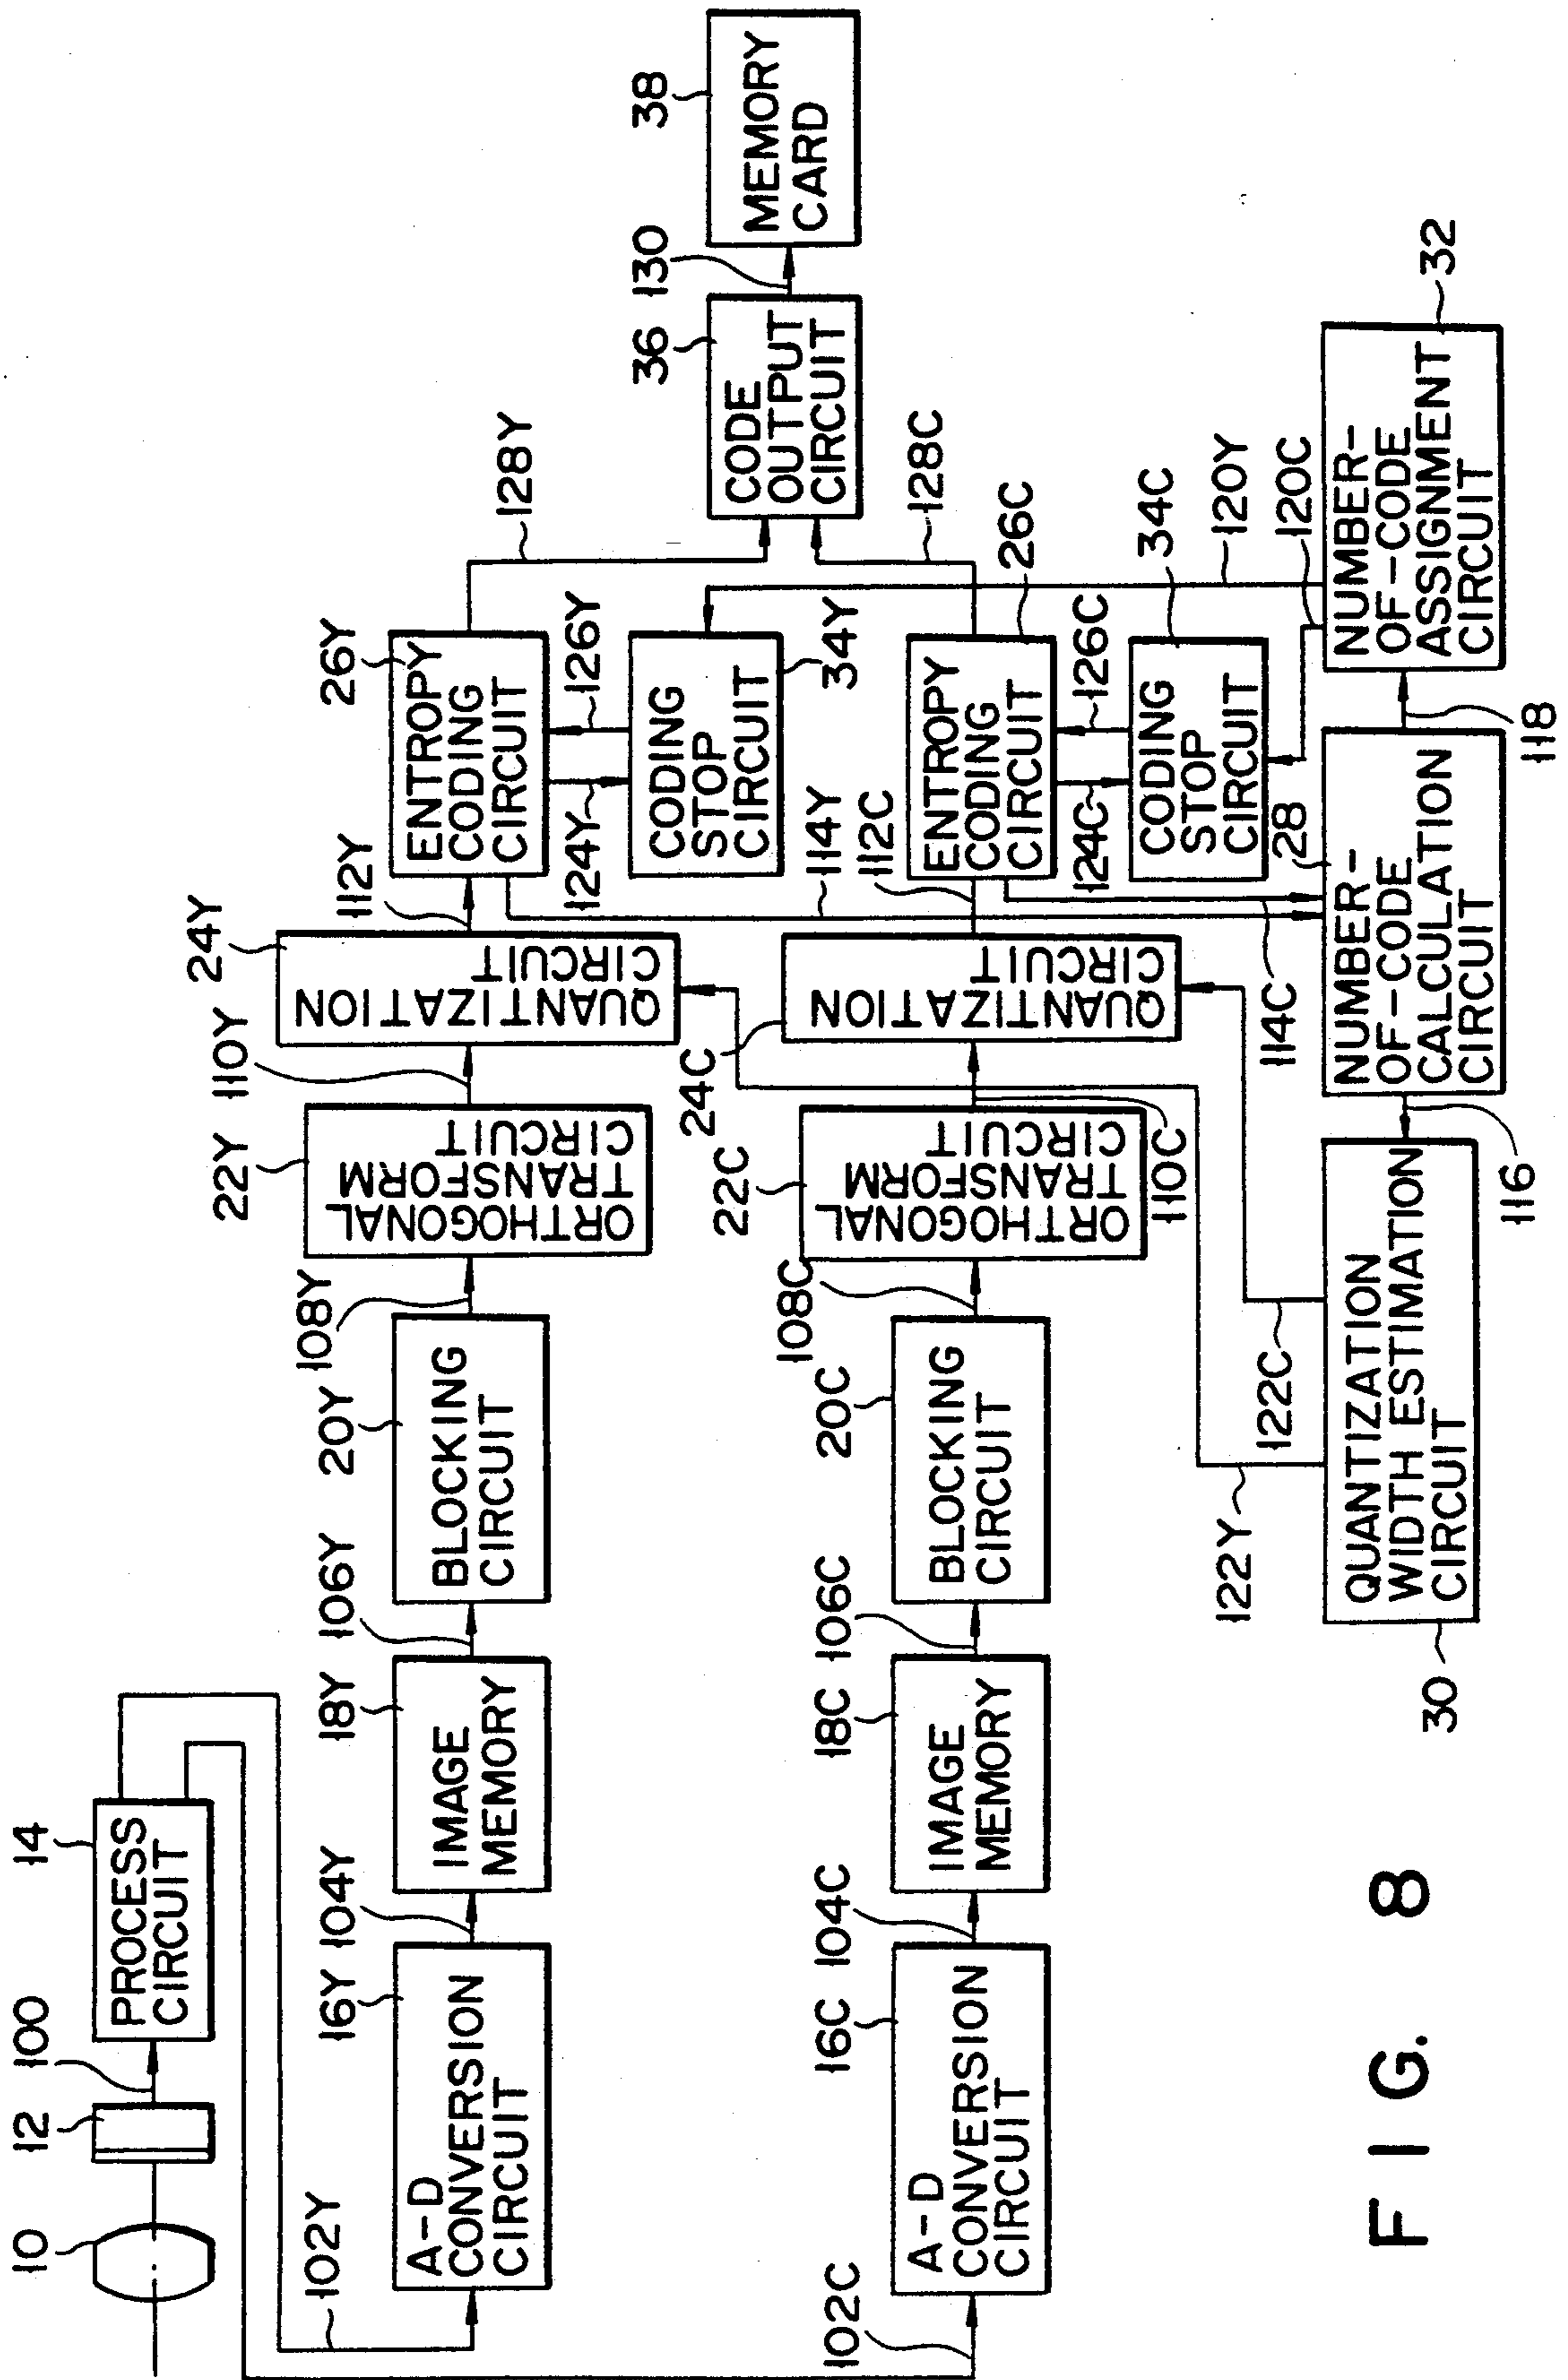 10
12
100
14
PROCESS
CIRCUIT
102Y
16Y
A-D
CONVERSION
CIRCUIT
104Y
18Y
IMAGE
MEMORY
106Y
20Y
BLOCKING
CIRCUIT
108Y
22Y
ORTHOGONAL
TRANSFORM
CIRCUIT
110Y
24Y
QUANTIZATION
CIRCUIT
112Y
26Y
ENTROPY
CODING
CIRCUIT
128Y
124Y
126Y
CODING
STOP
CIRCUIT
34Y
114Y
36
CODE
OUTPUT
CIRCUIT
130
38
MEMORY
CARD
102C
16C
A-D
CONVERSION
CIRCUIT
104C
18C
IMAGE
MEMORY
106C
20C
BLOCKING
CIRCUIT
108C
22C
ORTHOGONAL
TRANSFORM
CIRCUIT
110C
24C
QUANTIZATION
CIRCUIT
112C
26C
ENTROPY
CODING
CIRCUIT
128C
124C
126C
CODING
STOP
CIRCUIT
34C
114C
120Y
120C
122Y
122C
30
QUANTIZATION
WIDTH ESTIMATION
CIRCUIT
116
28
NUMBER-
OF-CODE
CALCULATION
CIRCUIT
118
32
NUMBER-
OF-CODE
ASSIGNMENT
CIRCUIT
FIG. 8